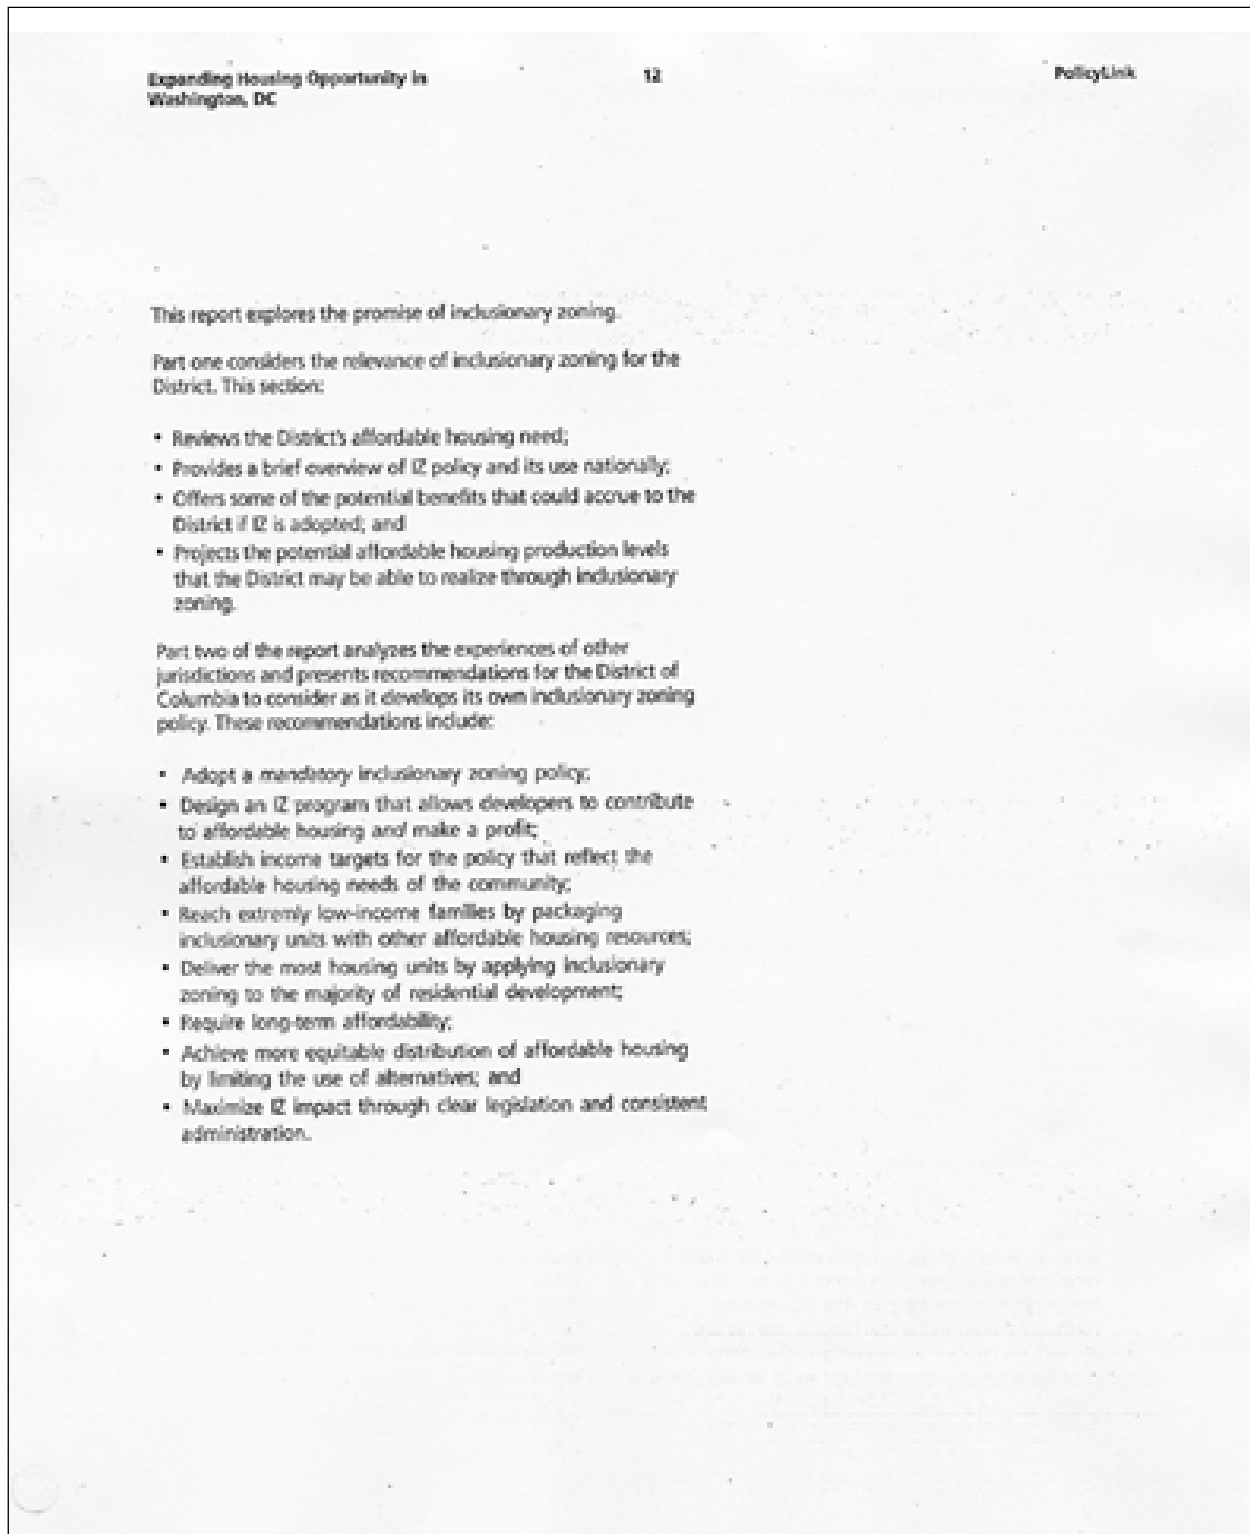 Expanding Housing Opportunity in
Washington, DC
12
PolicyLink
This report explores the promise of inclusionary zoning.
Part one considers the relevance of inclusionary zoning for the
District. This section:
• Reviews the District's affordable housing need;
• Provides a brief overview of IZ policy and its use nationally;
• Offers some of the potential benefits that could accrue to the
District if IZ is adopted; and
• Projects the potential affordable housing production levels
that the District may be able to realize through inclusionary
zoning.
Part two of the report analyzes the experiences of other
jurisdictions and presents recommendations for the District of
Columbia to consider as it develops its own inclusionary zoning
policy. These recommendations include:
• Adopt a mandatory inclusionary zoning policy;
• Design an IZ program that allows developers to contribute
to affordable housing and make a profit;
• Establish income targets for the policy that reflect the
affordable housing needs of the community;
• Reach extremly low-income families by packaging
inclusionary units with other affordable housing resources;
• Deliver the most housing units by applying inclusionary
zoning to the majority of residential development;
• Require long-term affordability;
• Achieve more equitable distribution of affordable housing
by limiting the use of alternatives; and
• Maximize IZ impact through clear legislation and consistent
administration.